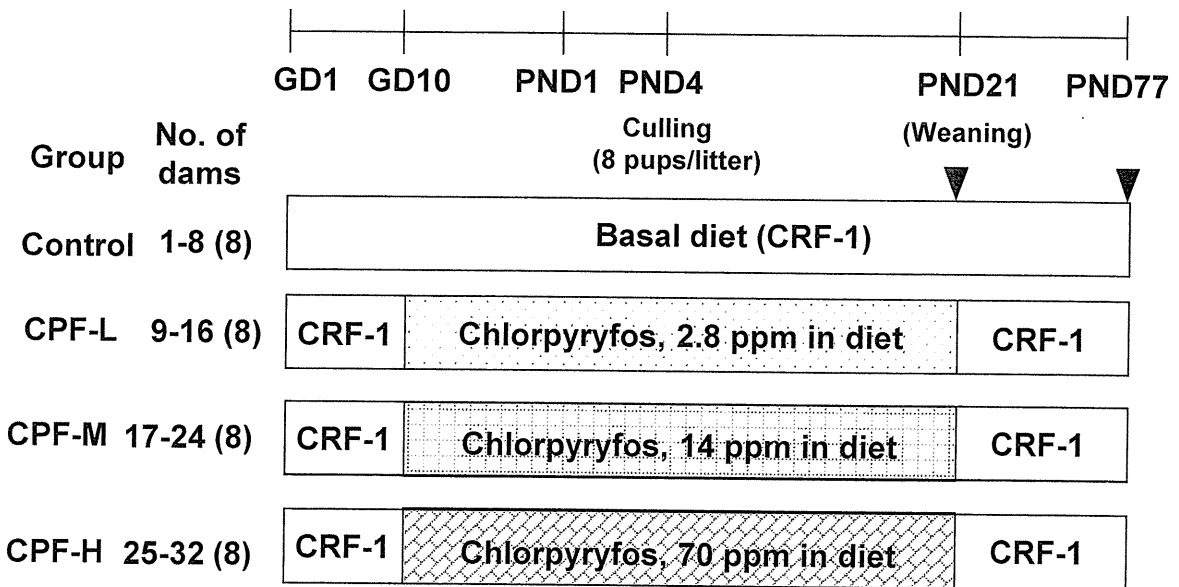 GD1 GD10 PND1 PND4 PND21 PND77
Culling
(8 pups/litter)
(Weaning)
Group
No. of
dams
Control 1-8 (8) Basal diet (CRF-1)
CPF-L 9-16 (8) CRF-1 Chlorpyryfos, 2.8 ppm in diet CRF-1
CPF-M 17-24 (8) CRF-1 Chlorpyryfos, 14 ppm in diet CRF-1
CPF-H 25-32 (8) CRF-1 Chlorpyryfos, 70 ppm in diet CRF-1